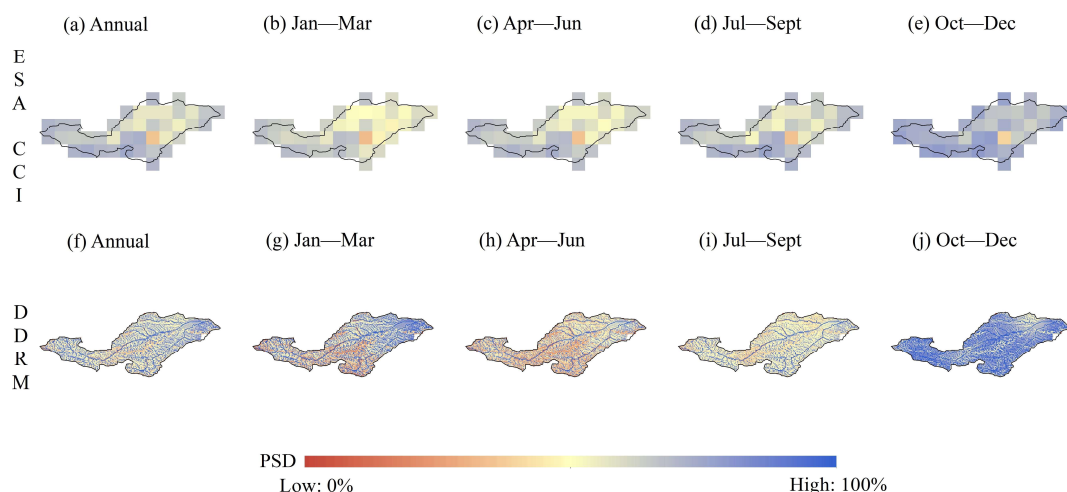 (a) Annual
(b) Jan—Mar
(c) Apr—Jun
(d) Jul—Sept
(e) Oct—Dec
E
S
A
C
C
I
(f) Annual
(g) Jan—Mar
(h) Apr—Jun
(i) Jul—Sept
(j) Oct—Dec
D
D
R
M
PSD
Low: 0%
High: 100%